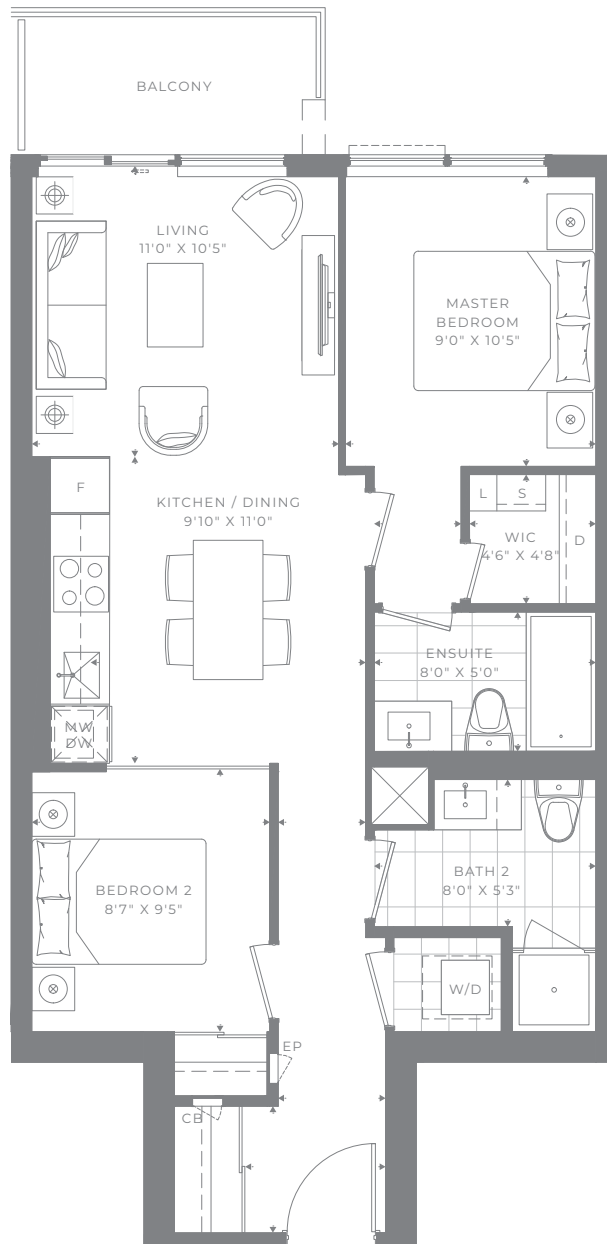 BALCONY
LIVING
11'0" X 10'5"
MASTER
BEDROOM
9'0" X 10'5"
F
KITCHEN / DINING
9'10" X 11'0"
L
S
WIC
4'6" X 4'8"
D
ENSUITE
8'0" X 5'0"
MW
DW
BEDROOM 2
8'7" X 9'5"
BATH 2
8'0" X 5'3"
W/D
EP
CB